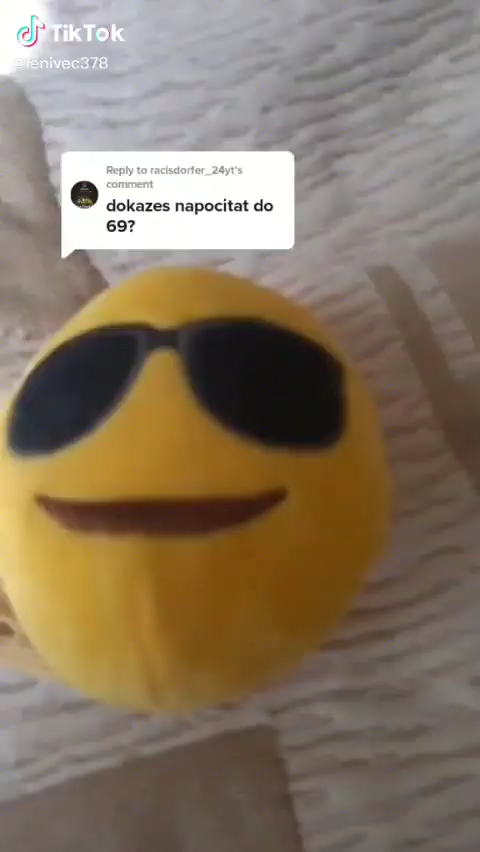 TikTok
@lenivec378
Reply to racisdorfer_24yt's
comment
dokazes napocitat do
69?